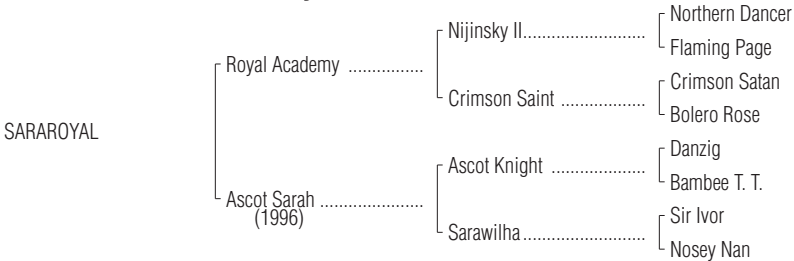 Northern Dancer
Nijinsky II..........................
Flaming Page
Royal Academy ................
Crimson Satan
Crimson Saint ..................
Bolero Rose
SARAROYAL
Danzig
Ascot Knight ....................
Bambee T. T.
Ascot Sarah ......................
(1996)
Sir Ivor
Sarawilha..........................
Nosey Nan